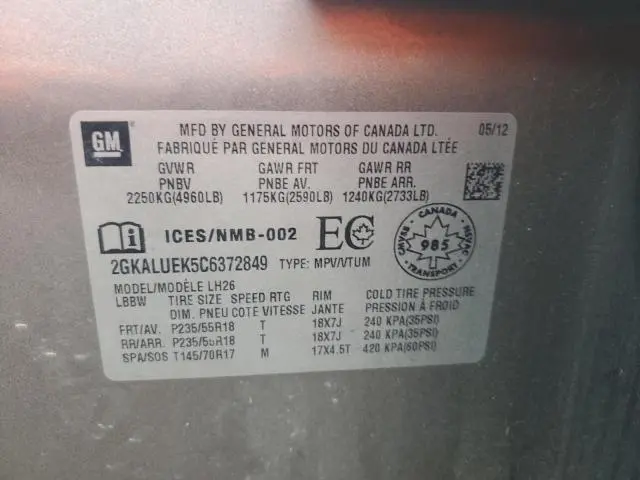 GM
MFD BY GENERAL MOTORS OF CANADA LTD. 05/12
FABRIQUÉ PAR GENERAL MOTORS DU CANADA LTÉE
GVWR GAWR FRT GAWR RR
PNBV PNBE AV. PNBE ARR.
2250KG(4960LB) 1175KG(2590LB) 1240KG(2733LB)
i ICES/NMB-002 EC CANADA CMVSS 985 NSVAC TRANSPORT
2GKALUEK5C6372849 TYPE: MPV/VTUM
MODEL/MODÈLE LH26
LBBW TIRE SIZE SPEED RTG RIM COLD TIRE PRESSURE
DIM. PNEU COTE VITESSE JANTE PRESSION À FROID
FRT/AV. P235/55R18 T 18X7J 240 KPA(35PSI)
RR/ARR. P235/55R18 T 18X7J 240 KPA(35PSI)
SPA/SOS T145/70R17 M 17X4.5T 420 KPA(60PSI)